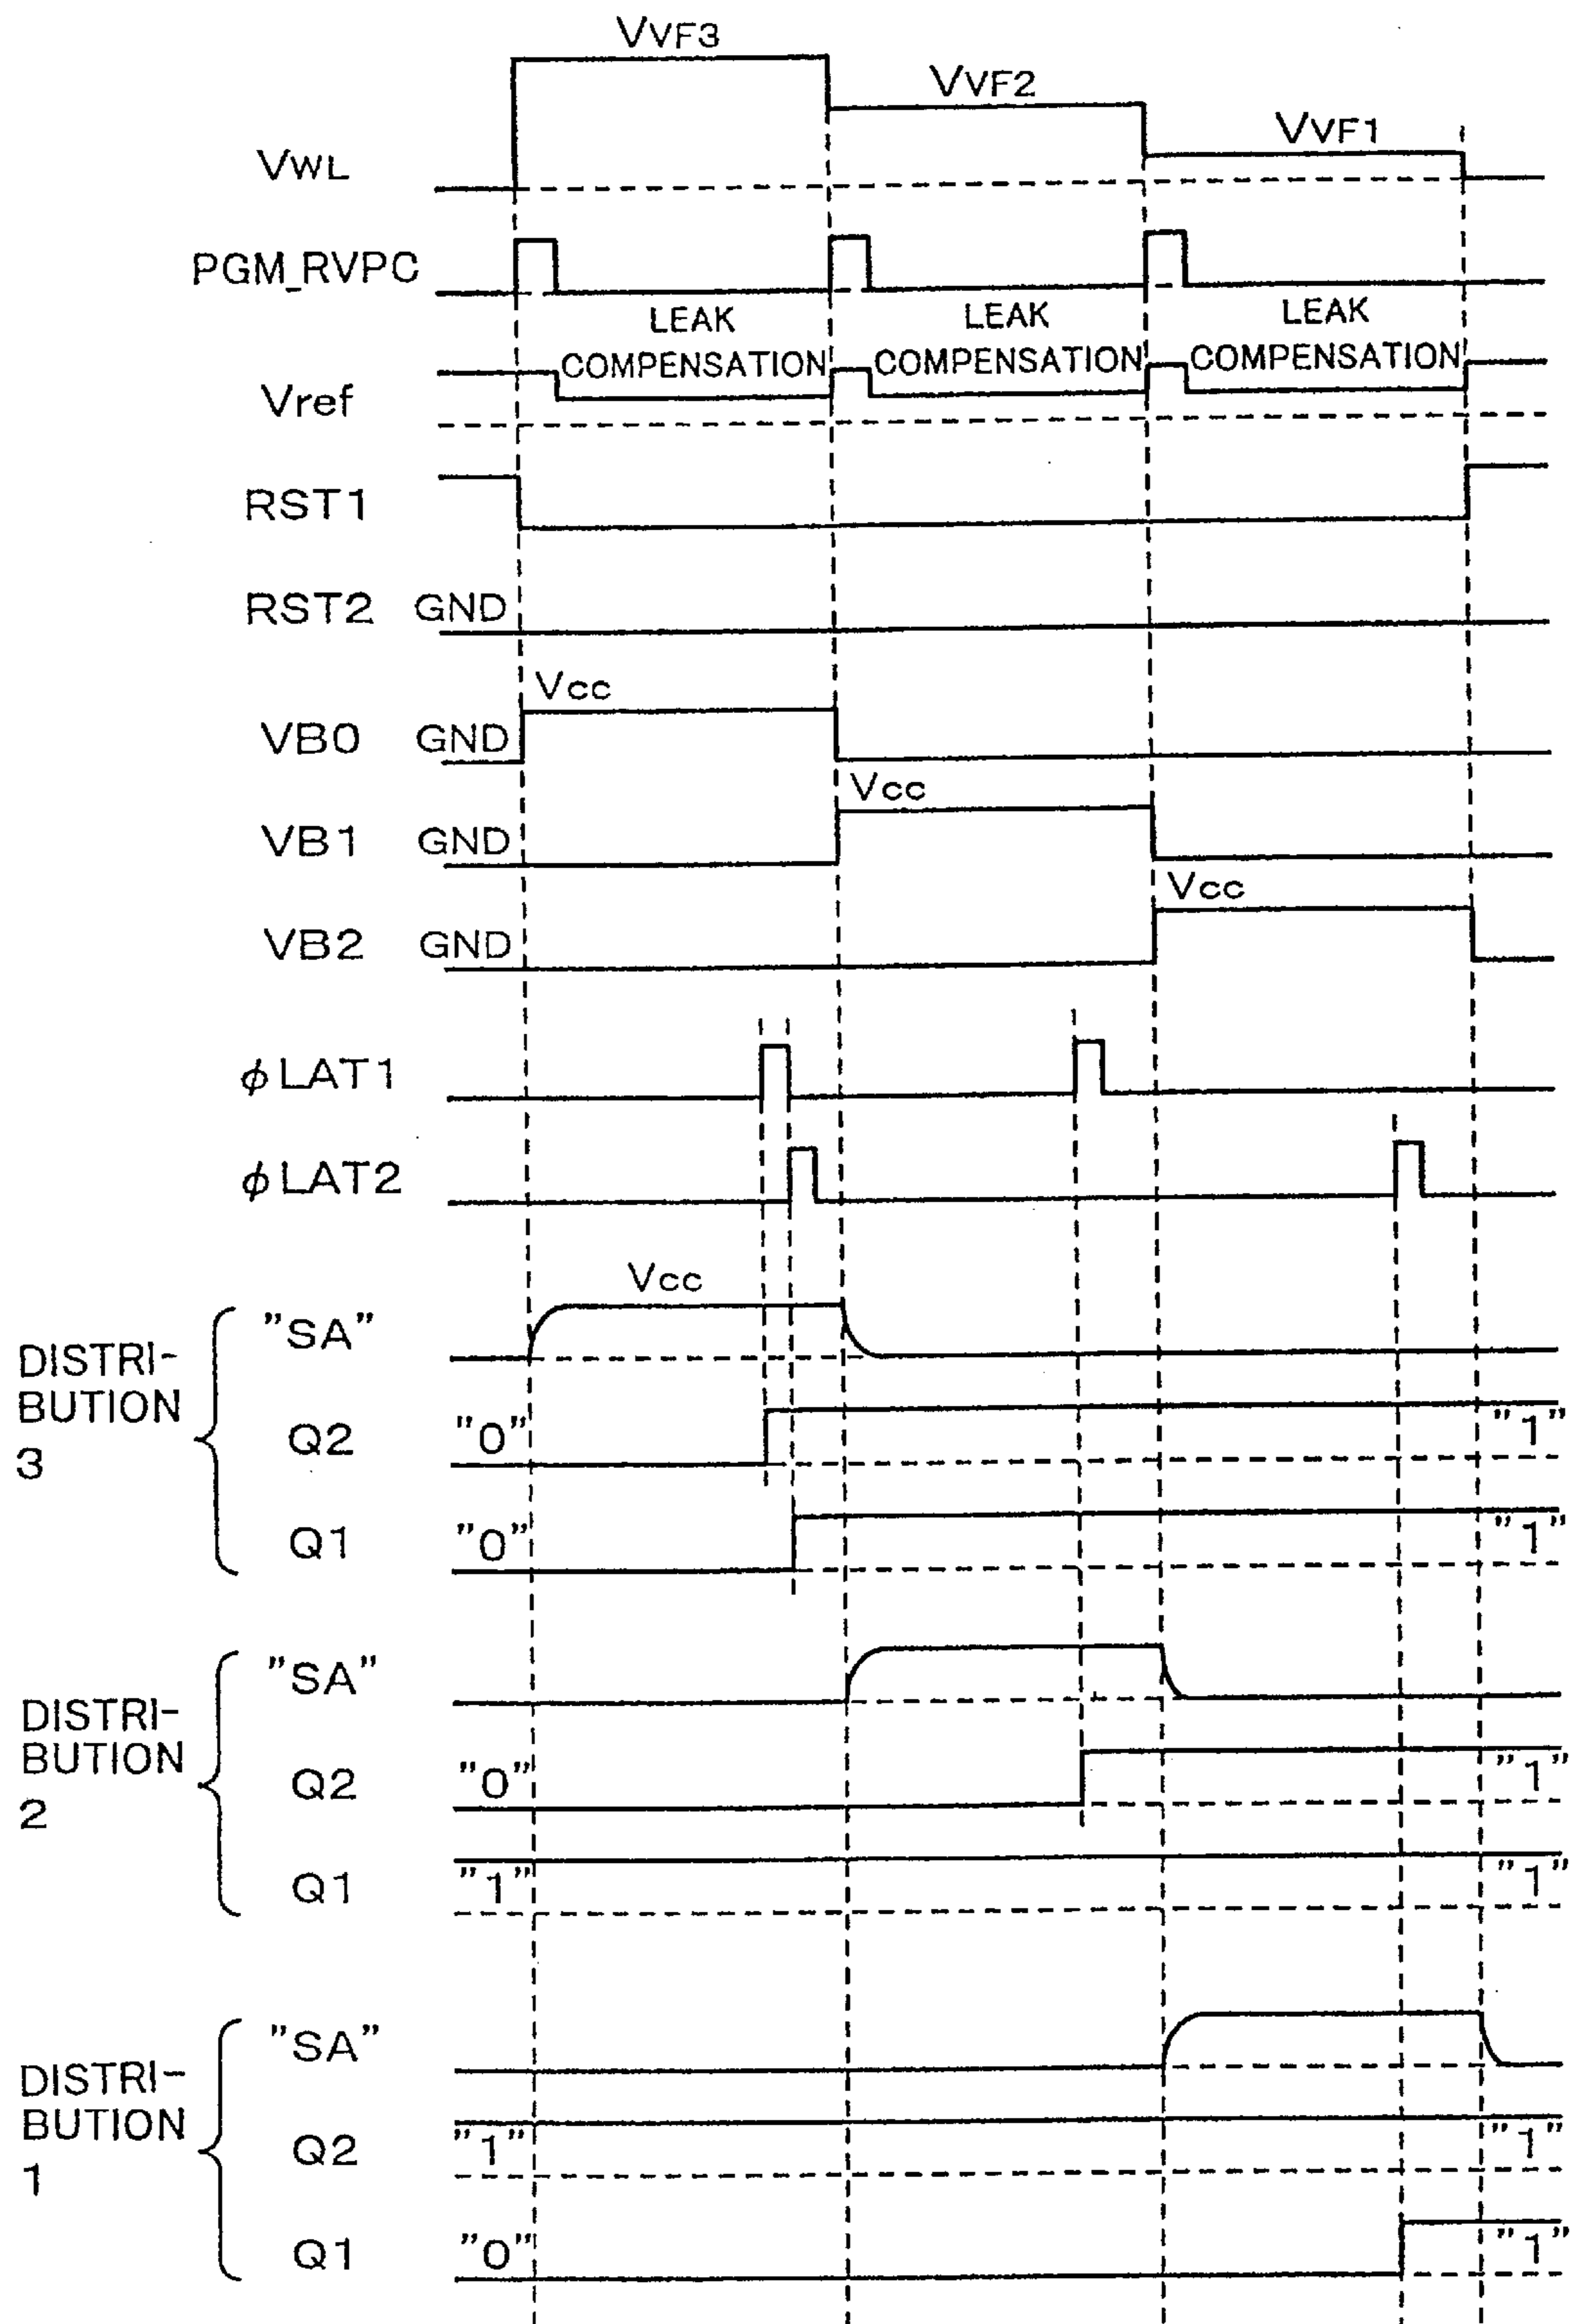 VVF3
VVF2
VVF1
VWL
PGM_RVPC
LEAK COMPENSATION
LEAK COMPENSATION
LEAK COMPENSATION
Vref
RST1
RST2 GND
Vcc
VB0 GND
Vcc
VB1 GND
Vcc
VB2 GND
φLAT1
φLAT2
Vcc
DISTRI-
BUTION
3
"SA"
Q2 "0" "1"
Q1 "0" "1"
DISTRI-
BUTION
2
"SA"
Q2 "0" "1"
Q1 "1" "1"
DISTRI-
BUTION
1
"SA"
Q2 "1" "1"
Q1 "0" "1"